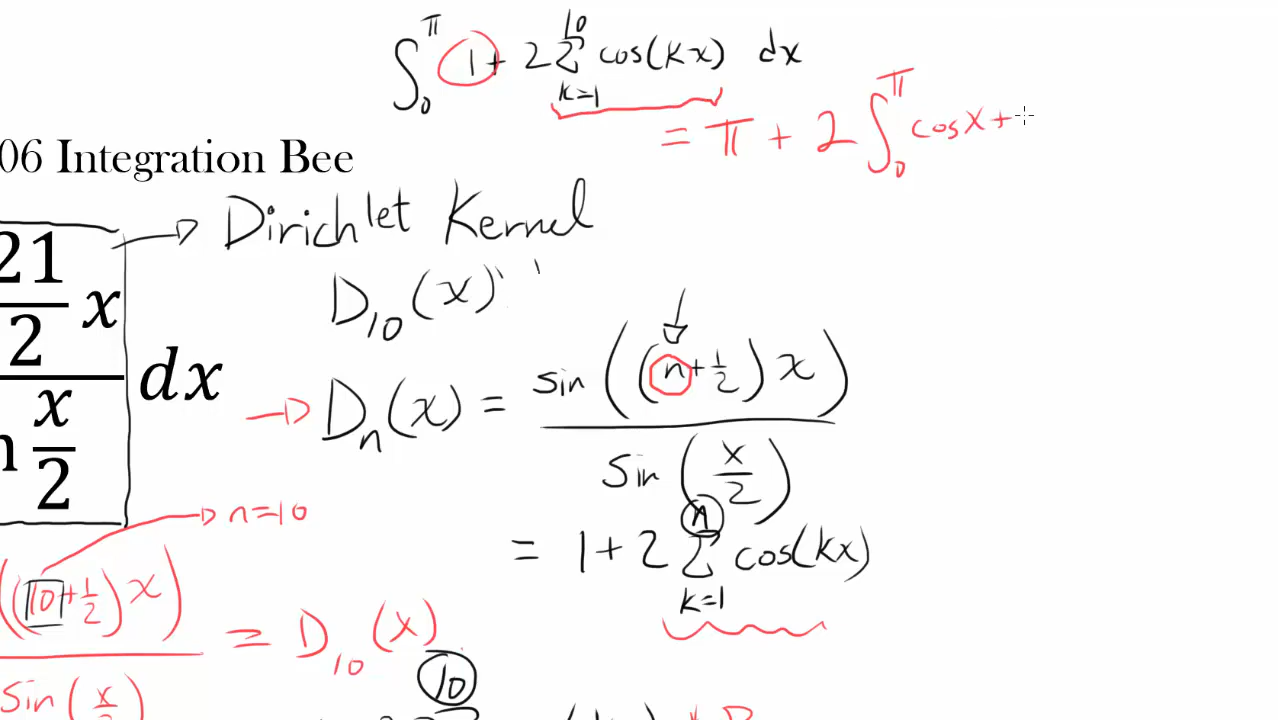 ∫₀^π 1 + 2 Σ_{k=1}^{10} cos(kx) dx
= π + 2 ∫₀^π cosx +
06 Integration Bee
→ Dirichlet Kernel
D₁₀(x)
21/2 x
x/2
dx
→ Dₙ(x) = sin((n+½)x) / sin(x/2)
= 1 + 2 Σ_{k=1}^{n} cos(kx)
→ n=10
((10+½)x)
sin(x/2)
= D₁₀(x)
10